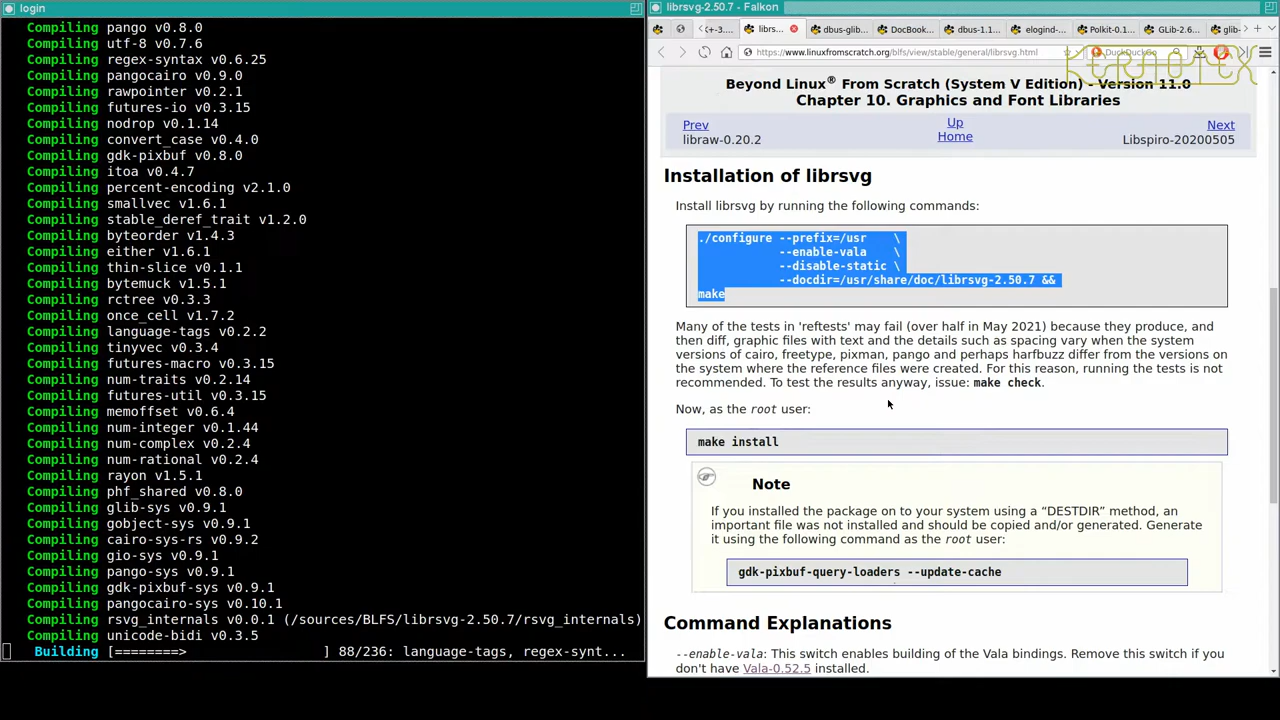 login
Compiling pango v0.8.0
Compiling utf-8 v0.7.6
Compiling regex-syntax v0.6.25
Compiling pangocairo v0.9.0
Compiling rawpointer v0.2.1
Compiling futures-io v0.3.15
Compiling nodrop v0.1.14
Compiling convert_case v0.4.0
Compiling gdk-pixbuf v0.8.0
Compiling itoa v0.4.7
Compiling percent-encoding v2.1.0
Compiling smallvec v1.6.1
Compiling stable_deref_trait v1.2.0
Compiling byteorder v1.4.3
Compiling either v1.6.1
Compiling thin-slice v0.1.1
Compiling bytemuck v1.5.1
Compiling rctree v0.3.3
Compiling once_cell v1.7.2
Compiling language-tags v0.2.2
Compiling tinyvec v0.3.4
Compiling futures-macro v0.3.15
Compiling num-traits v0.2.14
Compiling futures-util v0.3.15
Compiling memoffset v0.6.4
Compiling num-integer v0.1.44
Compiling num-complex v0.2.4
Compiling num-rational v0.2.4
Compiling rayon v1.5.1
Compiling phf_shared v0.8.0
Compiling glib-sys v0.9.1
Compiling gobject-sys v0.9.1
Compiling cairo-sys-rs v0.9.2
Compiling gio-sys v0.9.1
Compiling pango-sys v0.9.1
Compiling gdk-pixbuf-sys v0.9.1
Compiling pangocairo-sys v0.10.1
Compiling rsvg_internals v0.0.1 (/sources/BLFS/librsvg-2.50.7/rsvg_internals)
Compiling unicode-bidi v0.3.5
Building [========> ] 88/236: language-tags, regex-synt...
librsvg-2.50.7 - Falkon
librs... dbus-glib... DocBook... dbus-1.1... elogind-... Polkit-0.1... GLib-2.6... glib-
https://www.linuxfromscratch.org/blfs/view/stable/general/librsvg.html
DuckDuckGo
KERNOTEX
Beyond Linux® From Scratch (System V Edition) - Version 11.0
Chapter 10. Graphics and Font Libraries
Prev Up Next
libraw-0.20.2 Home Libspiro-20200505
Installation of librsvg
Install librsvg by running the following commands:
./configure --prefix=/usr \
--enable-vala \
--disable-static \
--docdir=/usr/share/doc/librsvg-2.50.7 &&
make
Many of the tests in 'reftests' may fail (over half in May 2021) because they produce, and
then diff, graphic files with text and the details such as spacing vary when the system
versions of cairo, freetype, pixman, pango and perhaps harfbuzz differ from the versions on
the system where the reference files were created. For this reason, running the tests is not
recommended. To test the results anyway, issue: make check.
Now, as the root user:
make install
Note
If you installed the package on to your system using a “DESTDIR” method, an
important file was not installed and should be copied and/or generated. Generate
it using the following command as the root user:
gdk-pixbuf-query-loaders --update-cache
Command Explanations
--enable-vala: This switch enables building of the Vala bindings. Remove this switch if you
don't have Vala-0.52.5 installed.